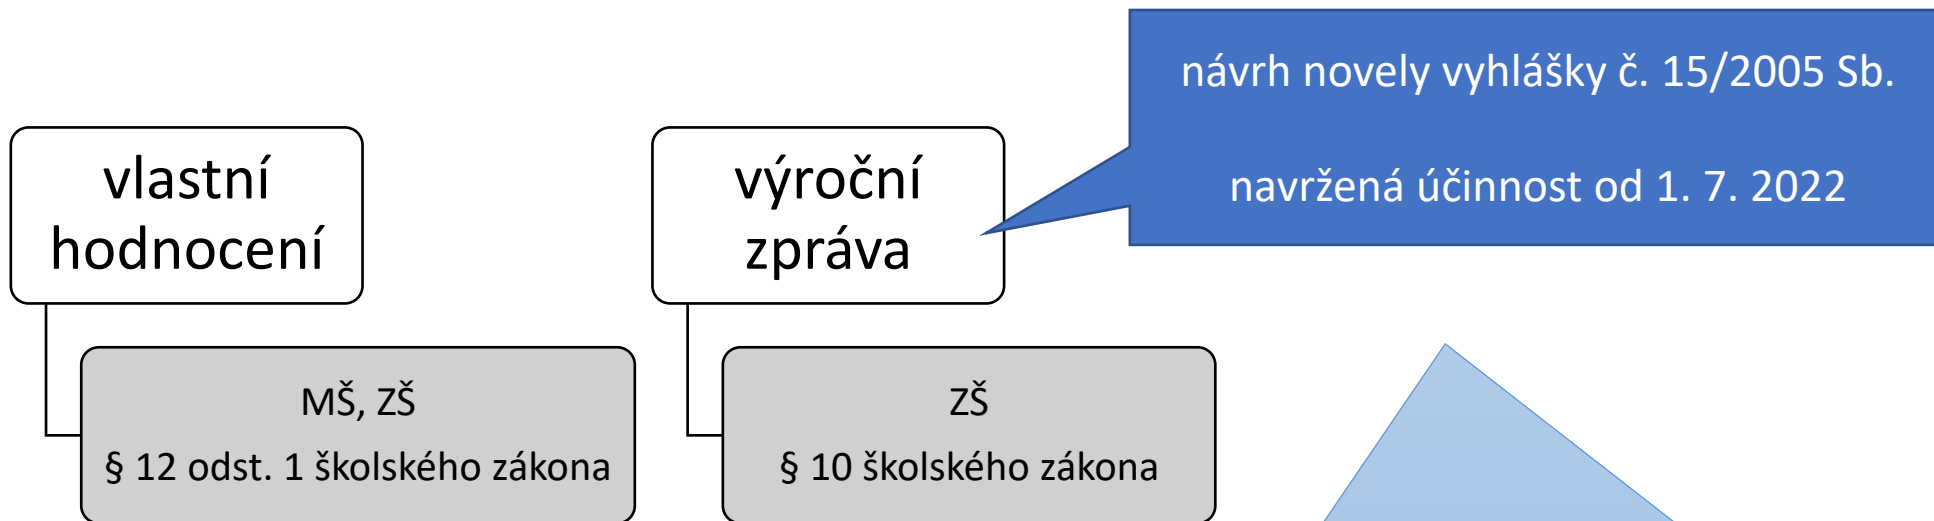 návrh novely vyhlášky č. 15/2005 Sb.
navržená účinnost od 1. 7. 2022
vlastní
hodnocení
výroční
zpráva
MŠ, ZŠ
§ 12 odst. 1 školského zákona
ZŠ
§ 10 školského zákona